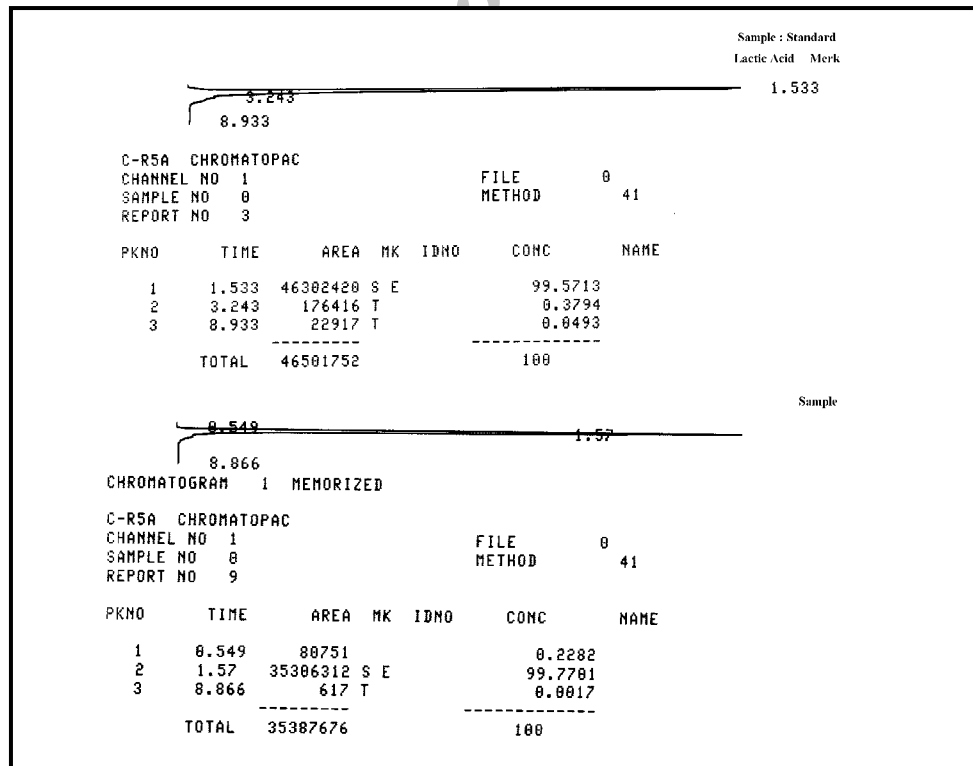 Sample : Standard
Lactic Acid Merk
1.533
3.243
8.933
C-R5A CHROMATOPAC
CHANNEL NO 1 FILE 0
SAMPLE NO 0 METHOD 41
REPORT NO 3
PKNO TIME AREA MK IDNO CONC NAME
1 1.533 46302420 S E 99.5713
2 3.243 176416 T 0.3794
3 8.933 22917 T 0.0493
TOTAL 46501752 100
Sample
0.549
1.57
8.866
CHROMATOGRAM 1 MEMORIZED
C-R5A CHROMATOPAC
CHANNEL NO 1 FILE 0
SAMPLE NO 0 METHOD 41
REPORT NO 9
PKNO TIME AREA MK IDNO CONC NAME
1 0.549 80751 0.2282
2 1.57 35306312 S E 99.7701
3 8.866 617 T 0.0017
TOTAL 35387676 100